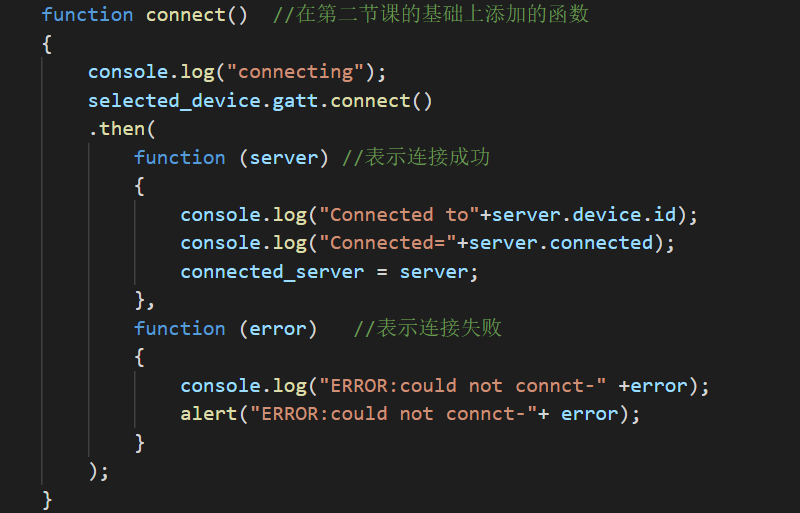 function connect()  //在第二节课的基础上添加的函数
{
    console.log("connecting");
    selected_device.gatt.connect()
    .then(
        function (server) //表示连接成功
        {
            console.log("Connected to"+server.device.id);
            console.log("Connected="+server.connected);
            connected_server = server;
        },
        function (error)   //表示连接失败
        {
            console.log("ERROR:could not connct-" +error);
            alert("ERROR:could not connct-"+ error);
        }
    );
}